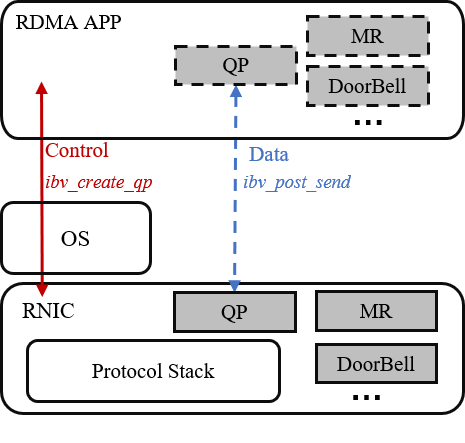 RDMA APP
MR
QP
DoorBell
...
Control
Data
ibv_create_qp
ibv_post_send
OS
RNIC
QP
MR
Protocol Stack
DoorBell
...